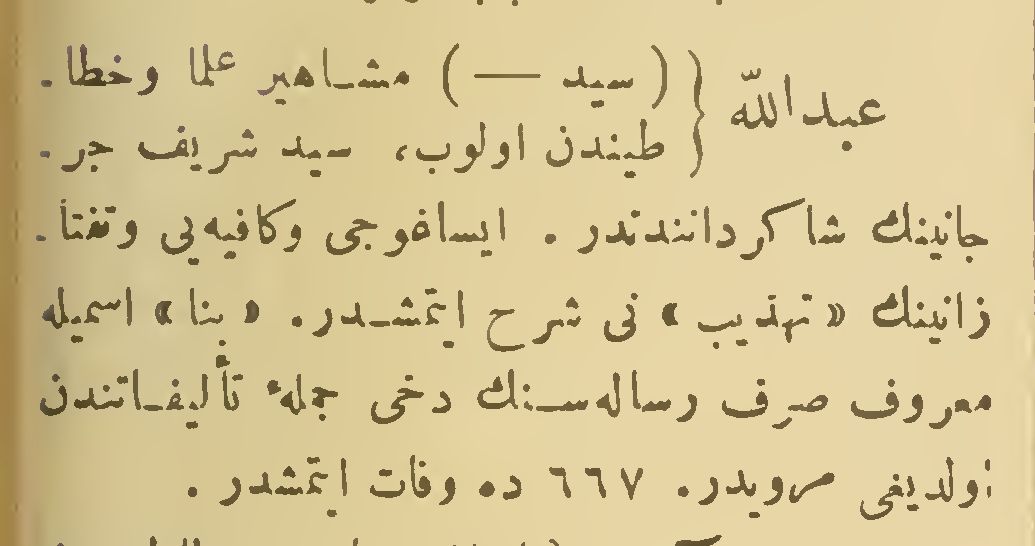 عبدالله { (سید —) مشاهیر علما وخطا-
طیندن اولوب، سید شریف جر-
جانینك شاکردانندندر . ایساغوجی وکافیه‌یی وتفتا-
زانینك «تهذیب» نی شرح ایتمشدر. «بنا» اسمیله
معروف صرف رساله‌سنك دخی جملهٔ تألیفاتندن
اولدیغی مرویدر. ٦٦٧ ده وفات ایتمشدر .